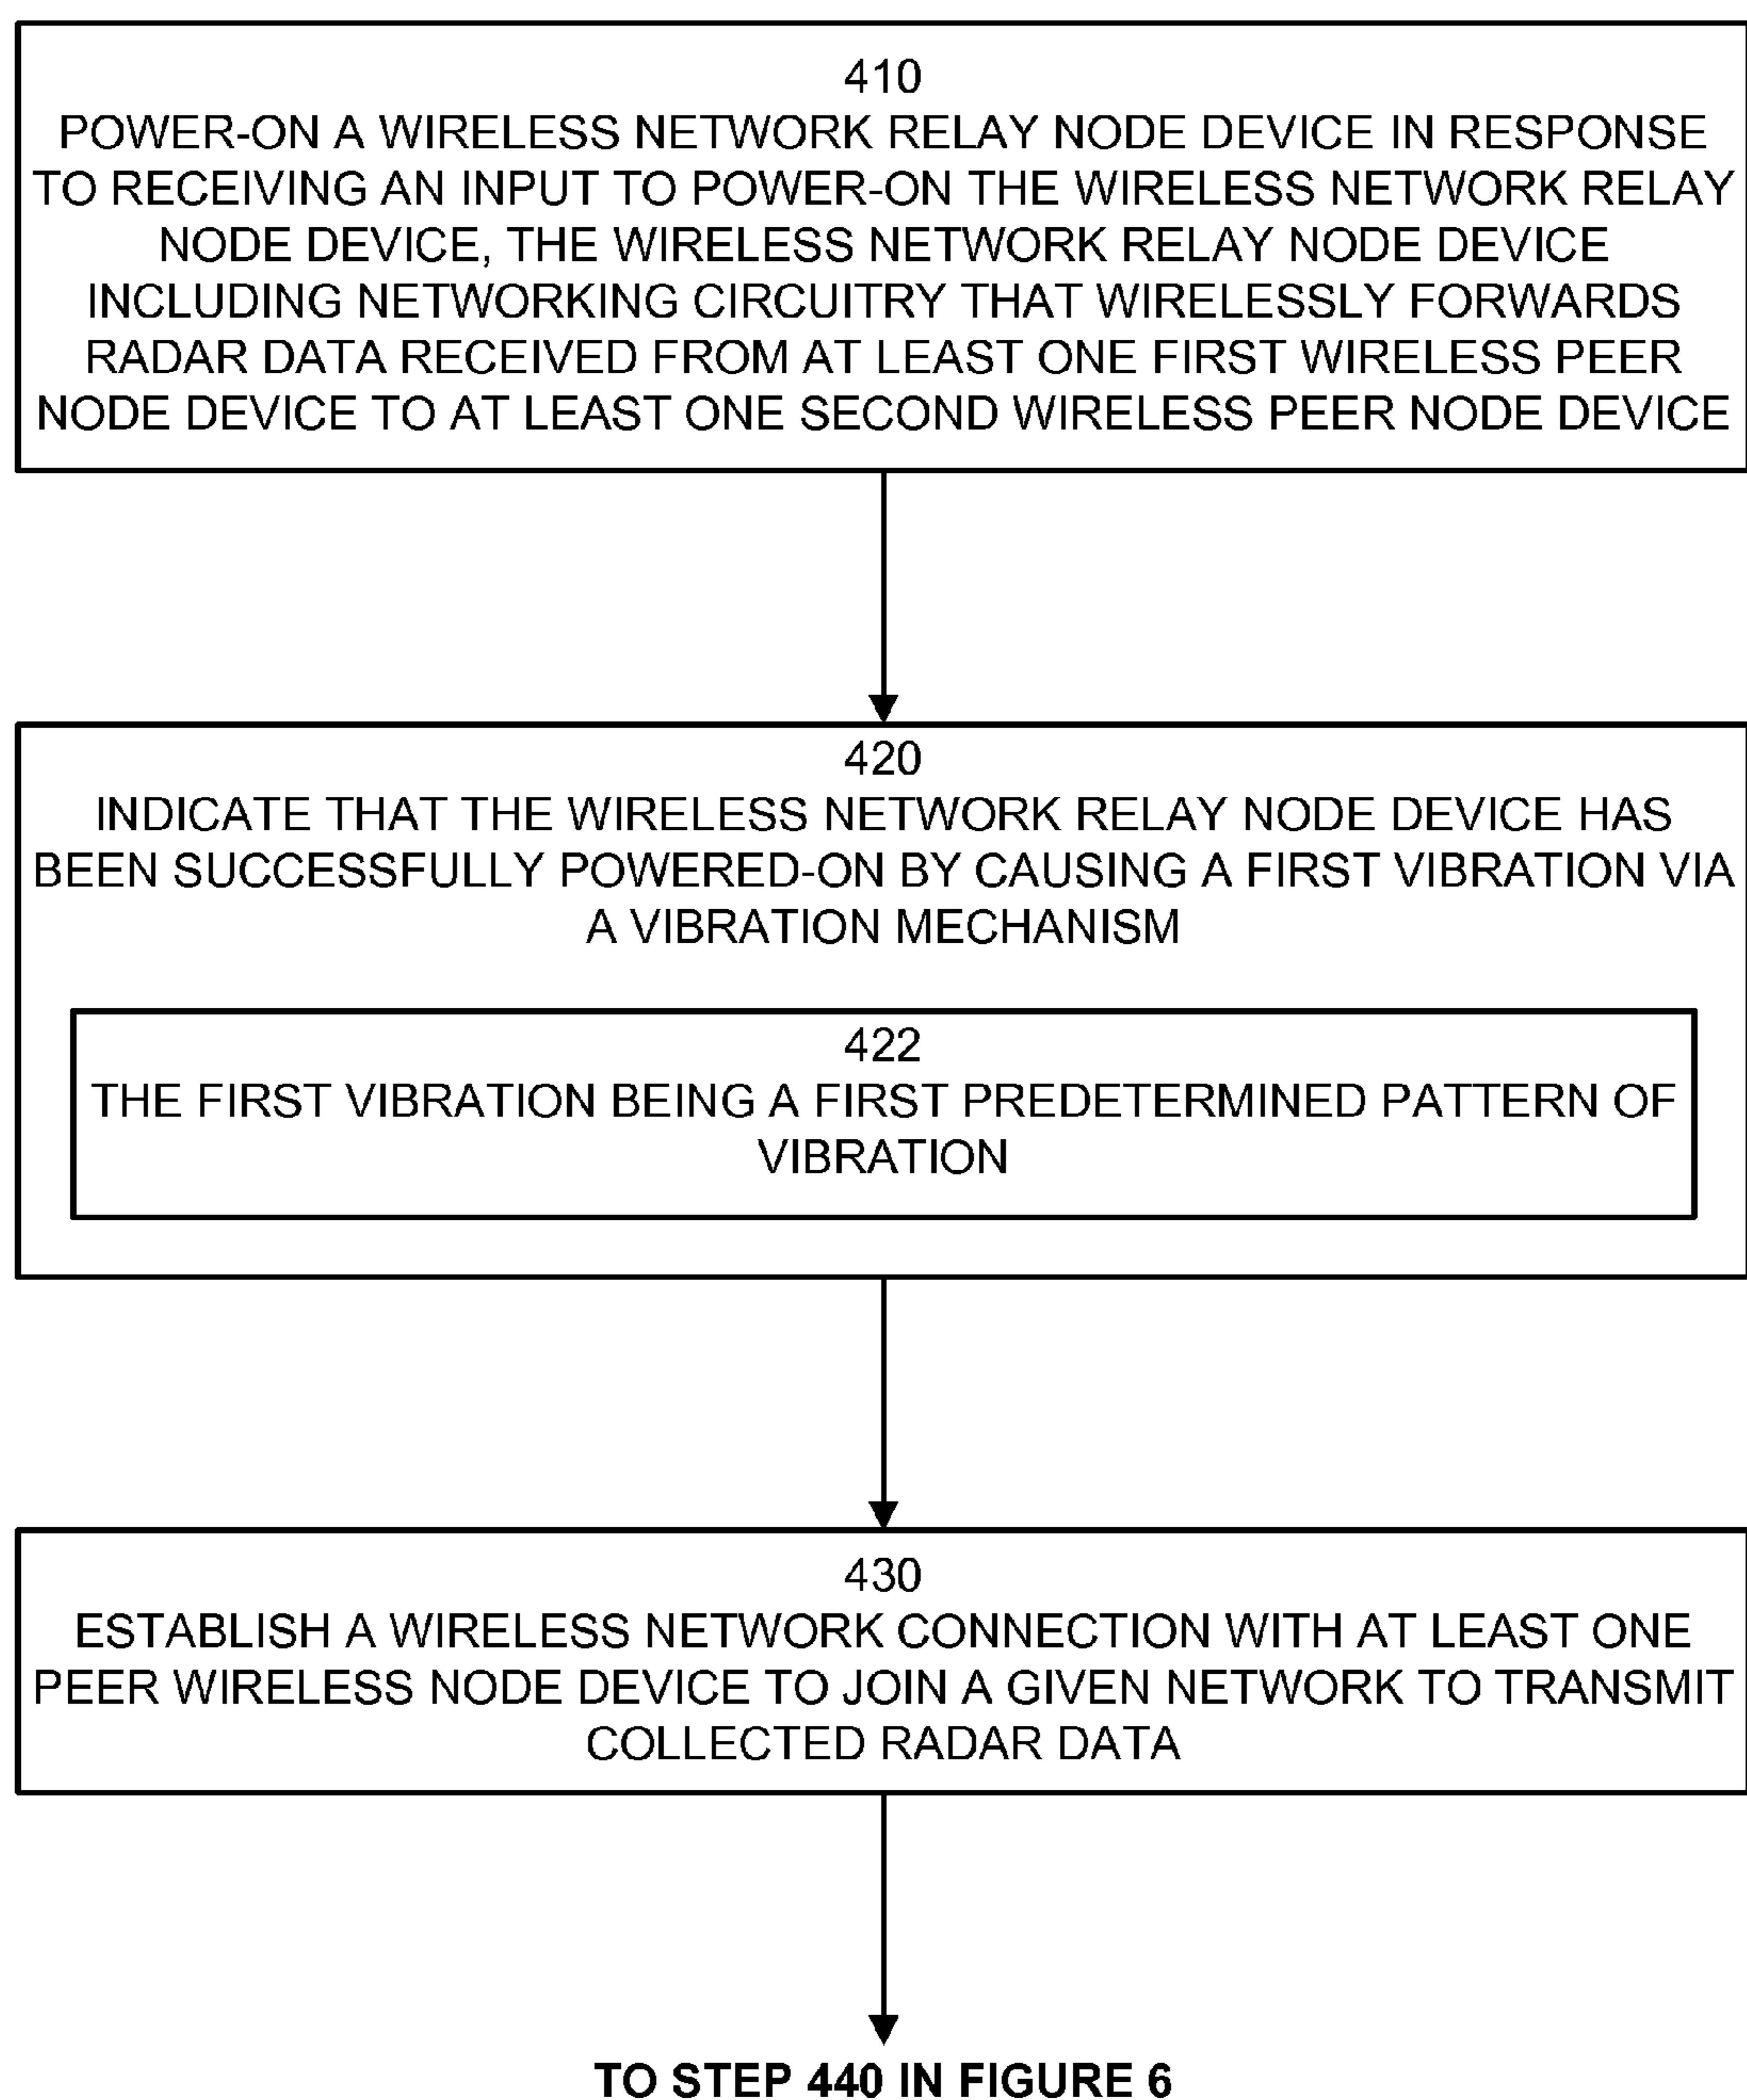 410
POWER-ON A WIRELESS NETWORK RELAY NODE DEVICE IN RESPONSE
TO RECEIVING AN INPUT TO POWER-ON THE WIRELESS NETWORK RELAY
NODE DEVICE, THE WIRELESS NETWORK RELAY NODE DEVICE
INCLUDING NETWORKING CIRCUITRY THAT WIRELESSLY FORWARDS
RADAR DATA RECEIVED FROM AT LEAST ONE FIRST WIRELESS PEER
NODE DEVICE TO AT LEAST ONE SECOND WIRELESS PEER NODE DEVICE
420
INDICATE THAT THE WIRELESS NETWORK RELAY NODE DEVICE HAS
BEEN SUCCESSFULLY POWERED-ON BY CAUSING A FIRST VIBRATION VIA
A VIBRATION MECHANISM
422
THE FIRST VIBRATION BEING A FIRST PREDETERMINED PATTERN OF
VIBRATION
430
ESTABLISH A WIRELESS NETWORK CONNECTION WITH AT LEAST ONE
PEER WIRELESS NODE DEVICE TO JOIN A GIVEN NETWORK TO TRANSMIT
COLLECTED RADAR DATA
TO STEP 440 IN FIGURE 6